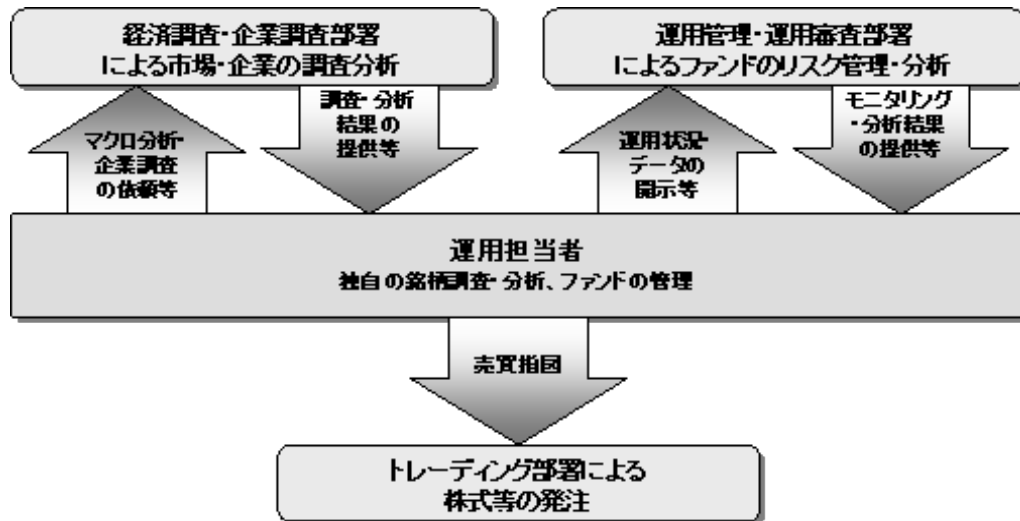 経済調査・企業調査部署
による市場・企業の調査分析
運用管理・運用審査部署
によるファンドのリスク管理・分析
マクロ分析・
企業調査
の依頼等
調査・分析
結果の
提供等
運用状況・
データの
開示等
モニタリング
・分析結果
の提供等
運用担当者
独自の銘柄調査・分析、ファンドの管理
売買指図
トレーディング部署による
株式等の発注